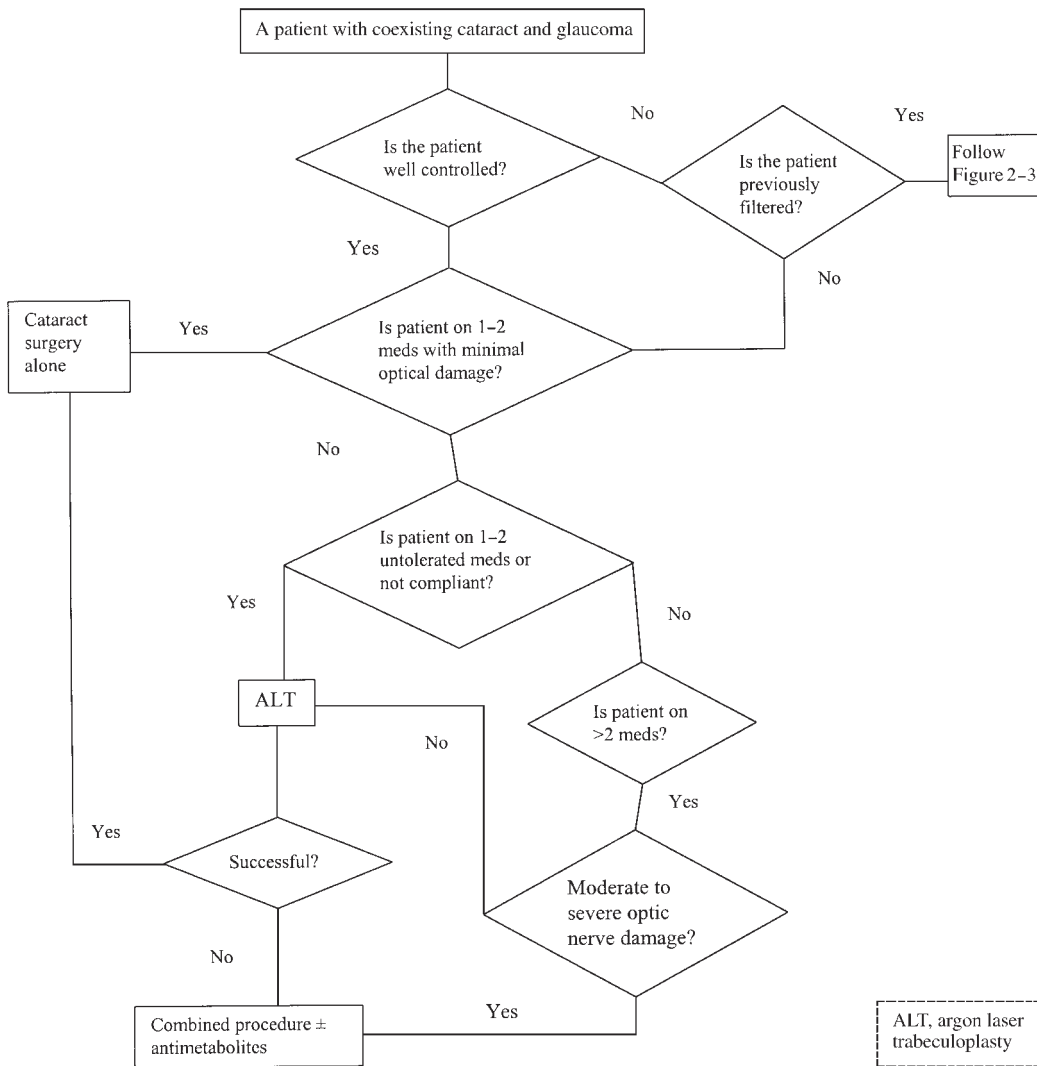 A patient with coexisting cataract and glaucoma
No
Yes
Is the patient
well controlled?
Is the patient
previously
filtered?
Follow
Figure 2–3
Yes
No
Cataract
surgery
alone
Yes
Is patient on 1–2
meds with minimal
optical damage?
No
Is patient on 1–2
untolerated meds or
not compliant?
Yes
No
ALT
Is patient on
>2 meds?
No
Yes
Yes
Successful?
Moderate to
severe optic
nerve damage?
No
Yes
Combined procedure ±
antimetabolites
ALT, argon laser
trabeculoplasty